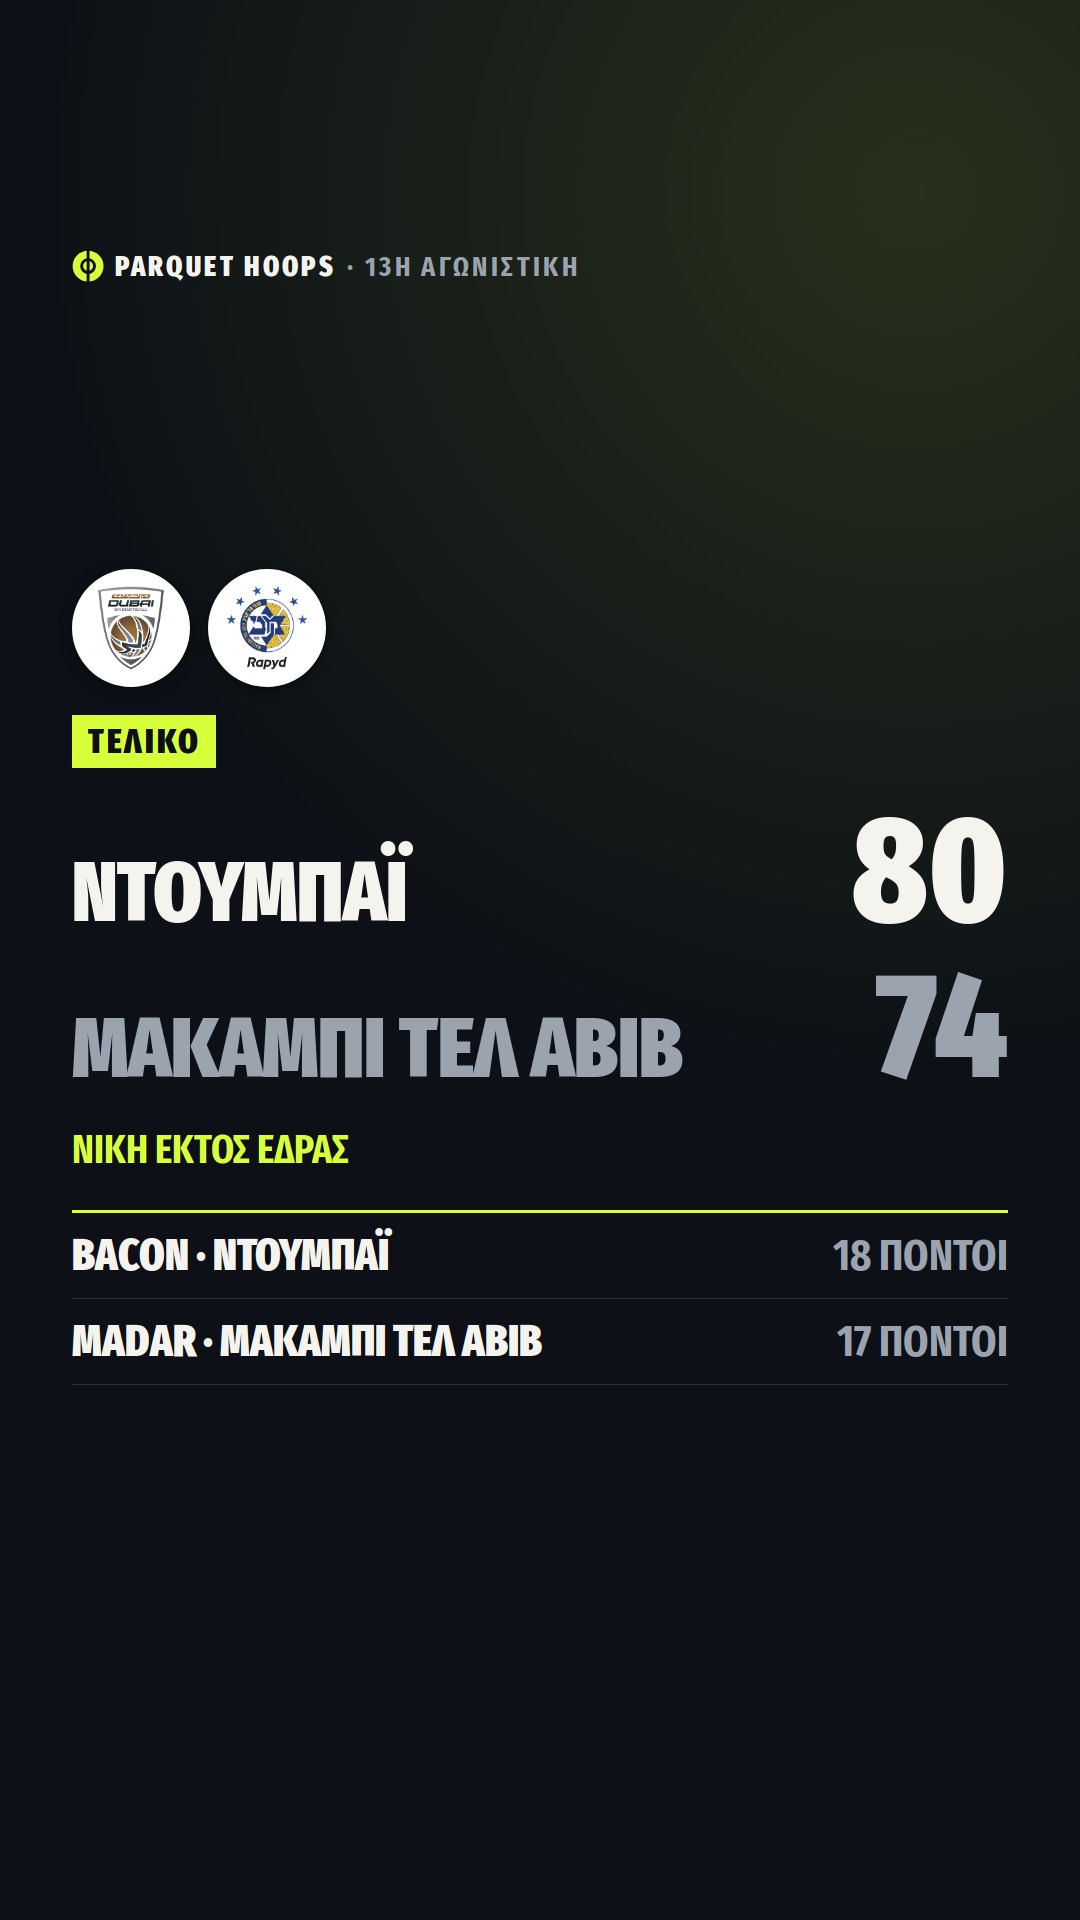 PARQUET HOOPS · 13Η ΑΓΩΝΙΣΤΙΚΗ
DUBAI
BASKETBALL
Rapyd
ΤΕΛΙΚΟ
ΝΤΟΥΜΠΑΪ 80
ΜΑΚΑΜΠΙ ΤΕΛ ΑΒΙΒ 74
ΝΙΚΗ ΕΚΤΟΣ ΕΔΡΑΣ
BACON · ΝΤΟΥΜΠΑΪ 18 ΠΟΝΤΟΙ
MADAR · ΜΑΚΑΜΠΙ ΤΕΛ ΑΒΙΒ 17 ΠΟΝΤΟΙ